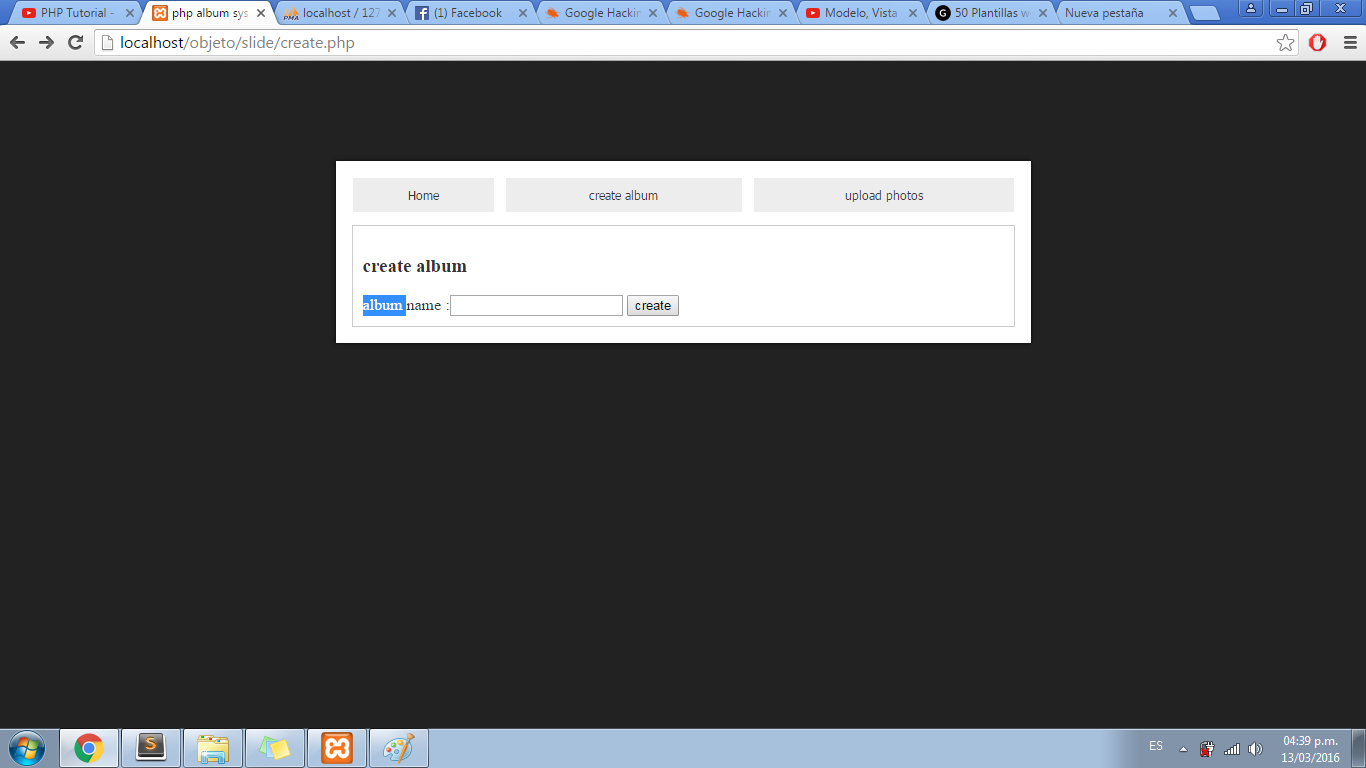 PHP Tutorial -
php album sys
localhost / 127
(1) Facebook
Google Hackin
Google Hackin
Modelo, Vista
50 Plantillas w
Nueva pestaña
localhost/objeto/slide/create.php
Home
create album
upload photos
create album
album name :
create
ES
04:39 p.m.
13/03/2016